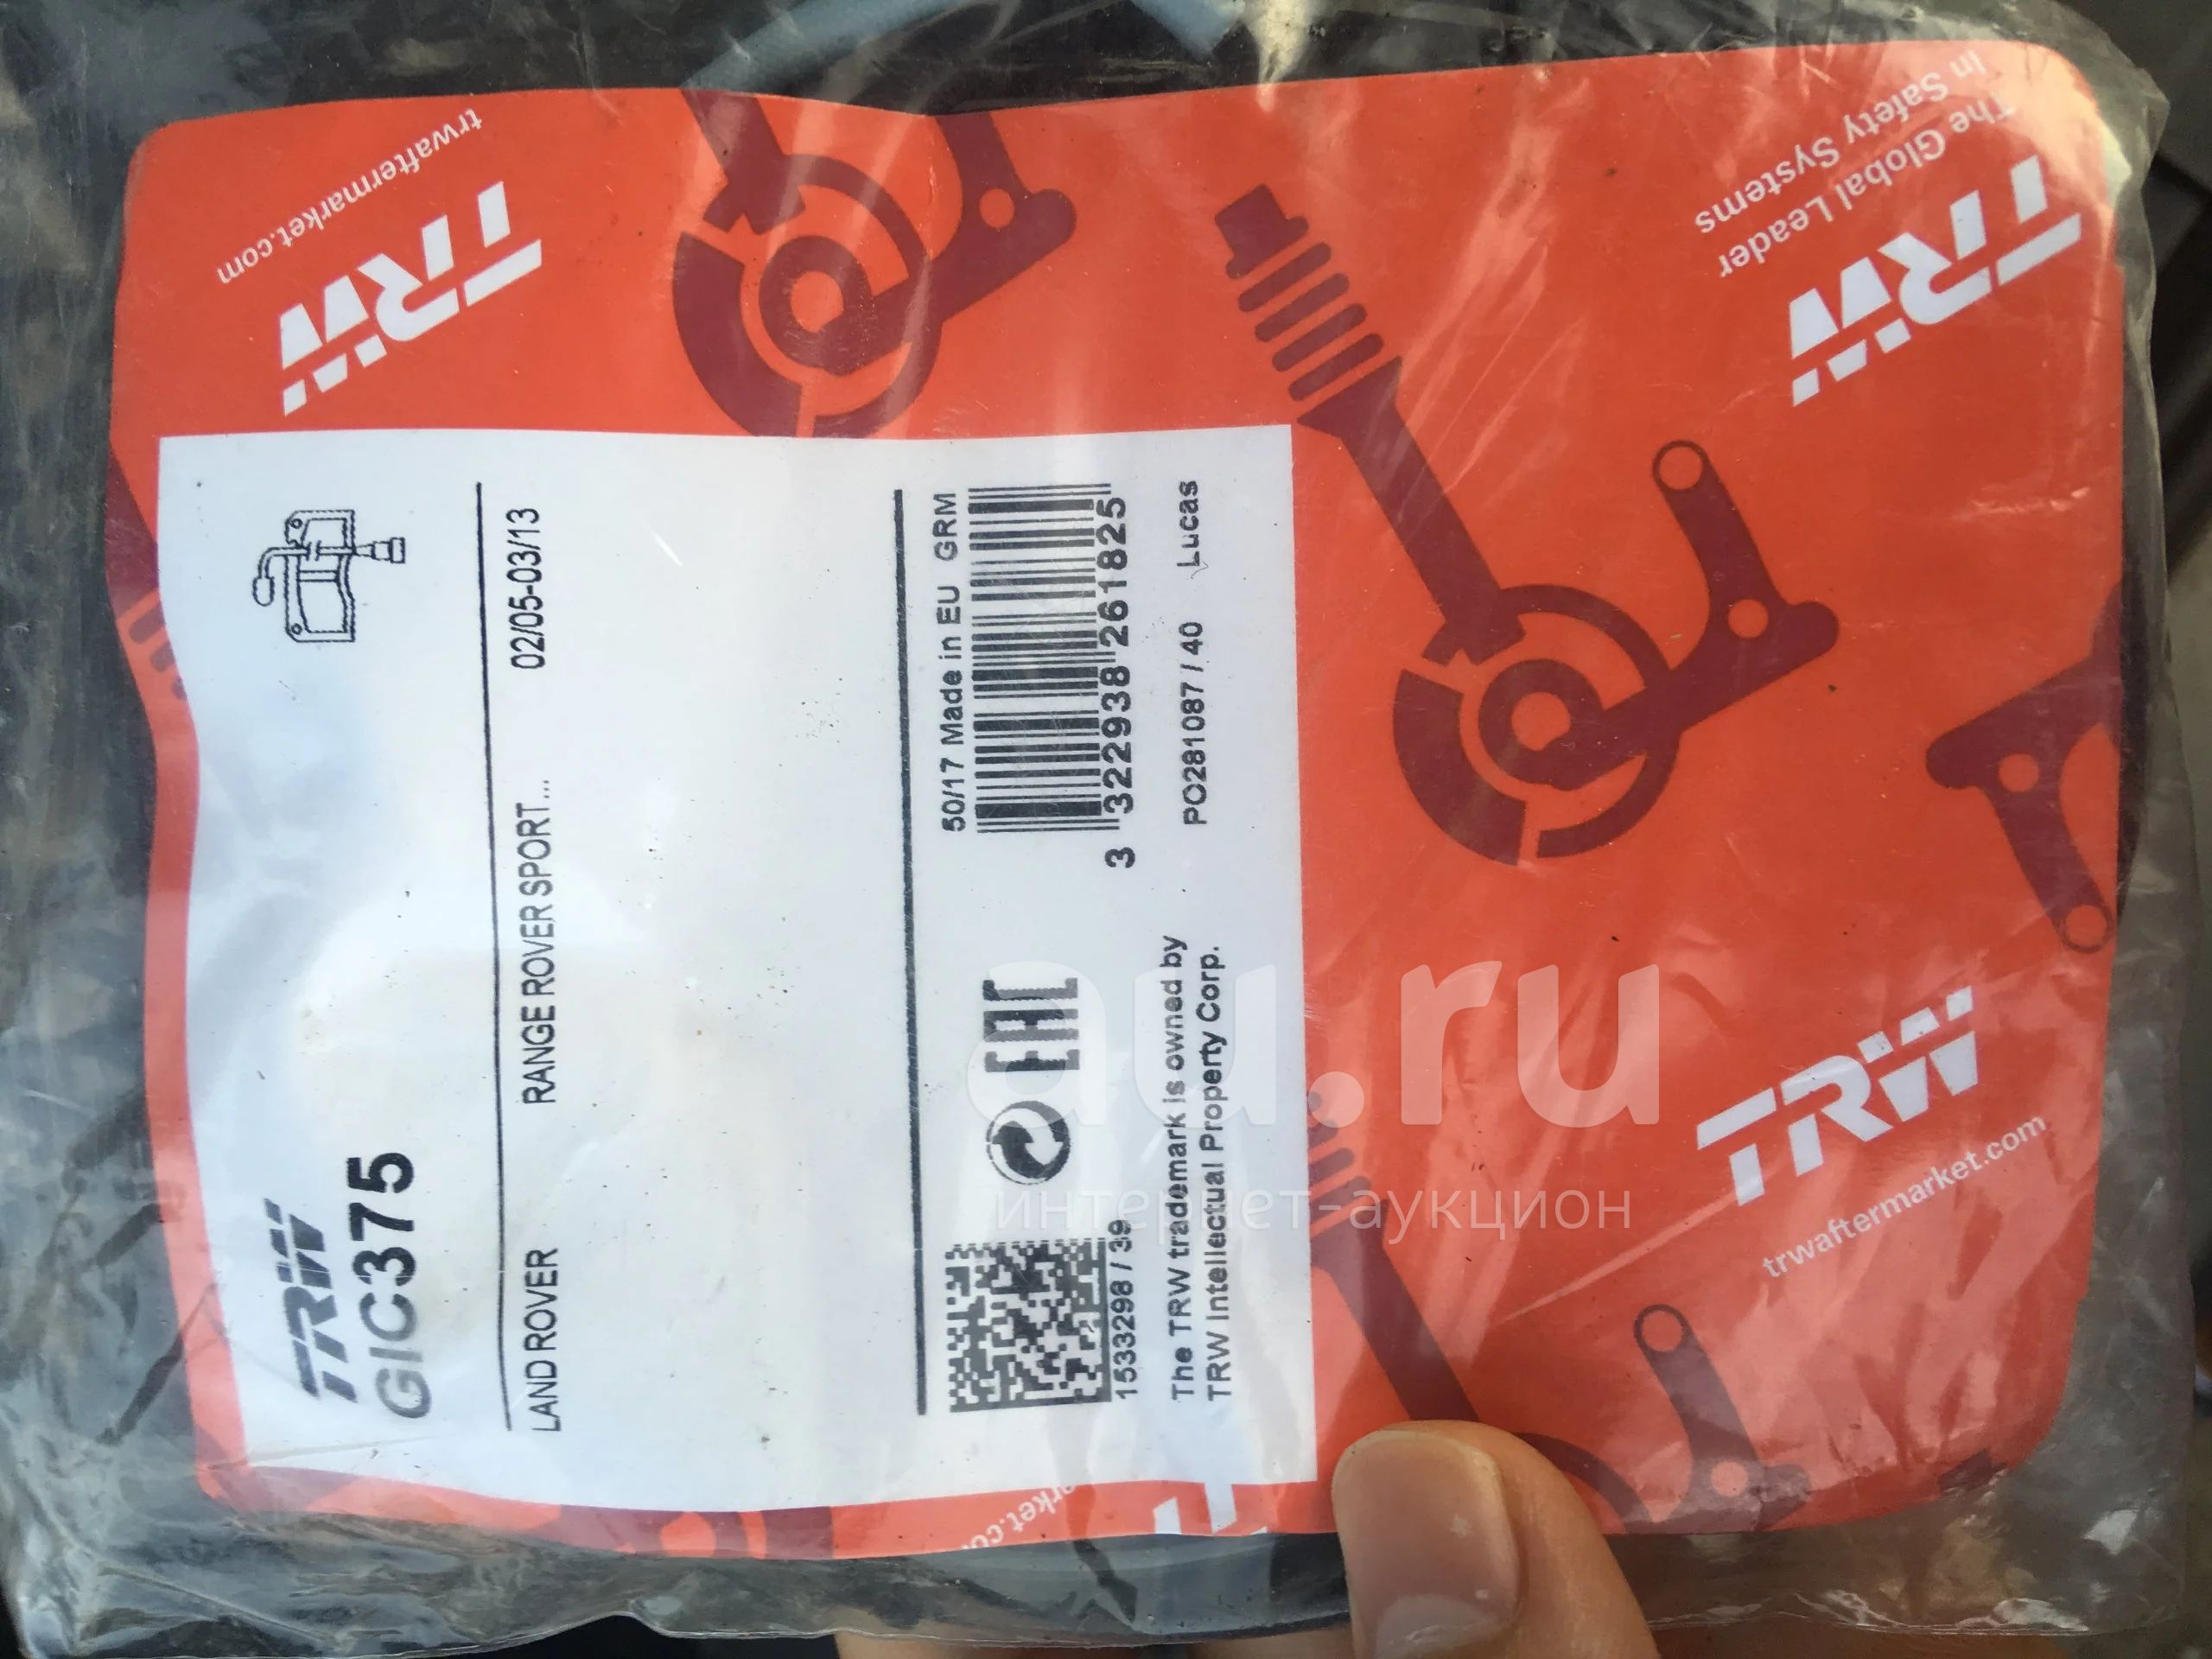 TRW
GIC375
LAND ROVER RANGE ROVER SPORT... 02/05-03/13
50/17 Made in EU GRM
3 322938 261825
1533298 / 39
EAC
PO281087 / 40 Lucas
The TRW trademark is owned by
TRW Intellectual Property Corp.
trwaftermarket.com
TRW
The Global Leader
in Safety Systems
TRW
TRW
trwaftermarket.com
au.ru
интернет-аукцион